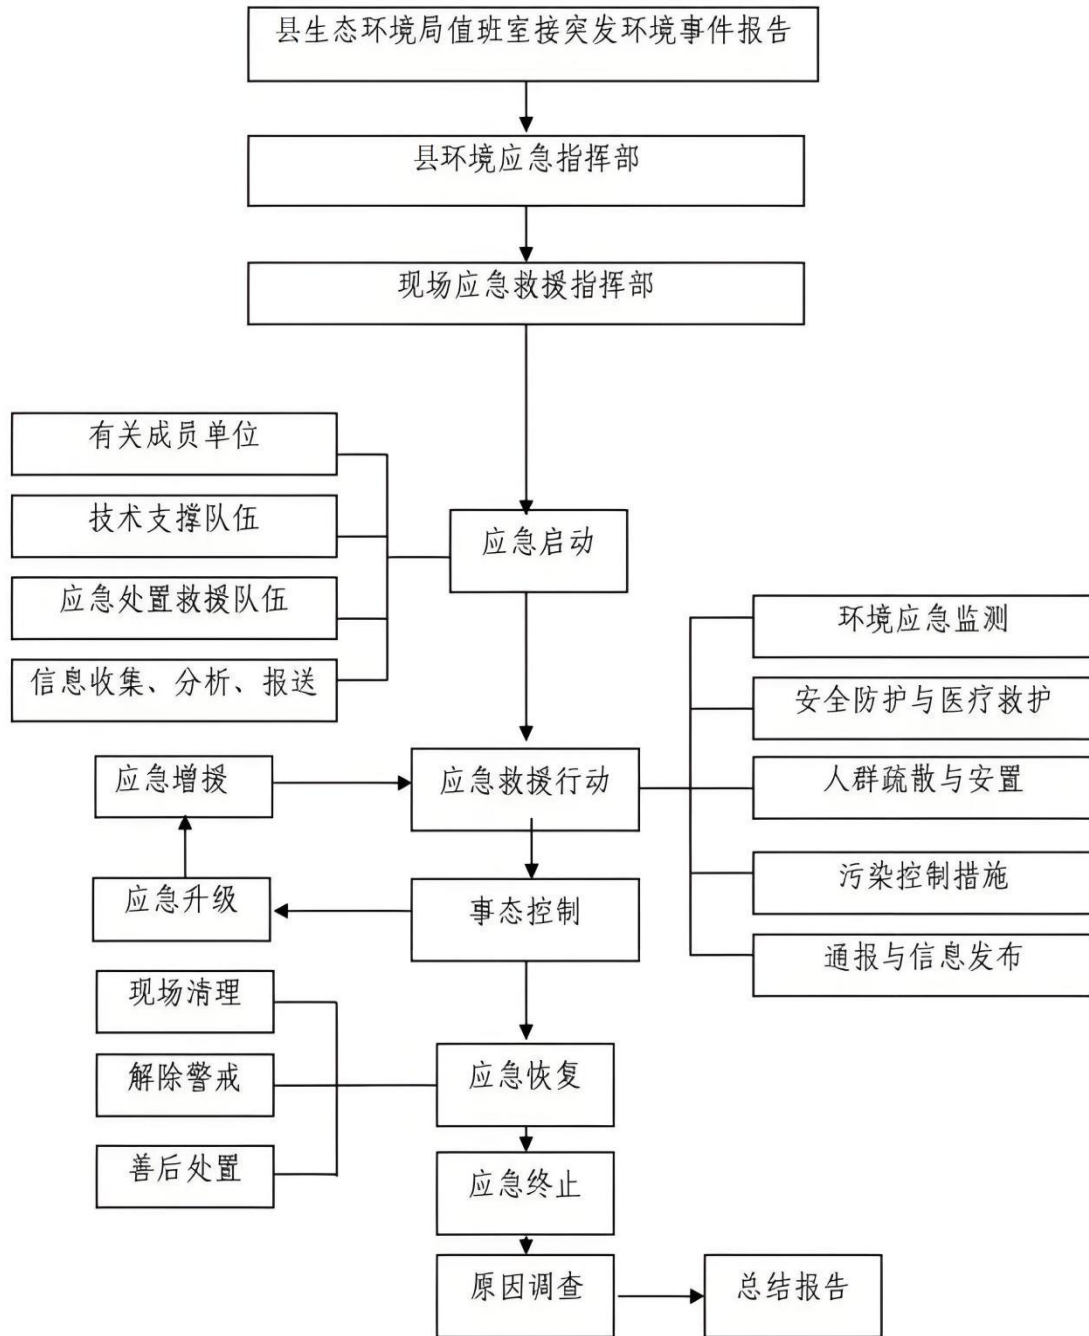 县生态环境局值班室接突发环境事件报告
县环境应急指挥部
现场应急救援指挥部
有关成员单位
技术支撑队伍
应急处置救援队伍
信息收集、分析、报送
应急启动
环境应急监测
安全防护与医疗救护
人群疏散与安置
污染控制措施
通报与信息发布
应急增援
应急救援行动
应急升级
事态控制
现场清理
解除警戒
善后处置
应急恢复
应急终止
原因调查
总结报告